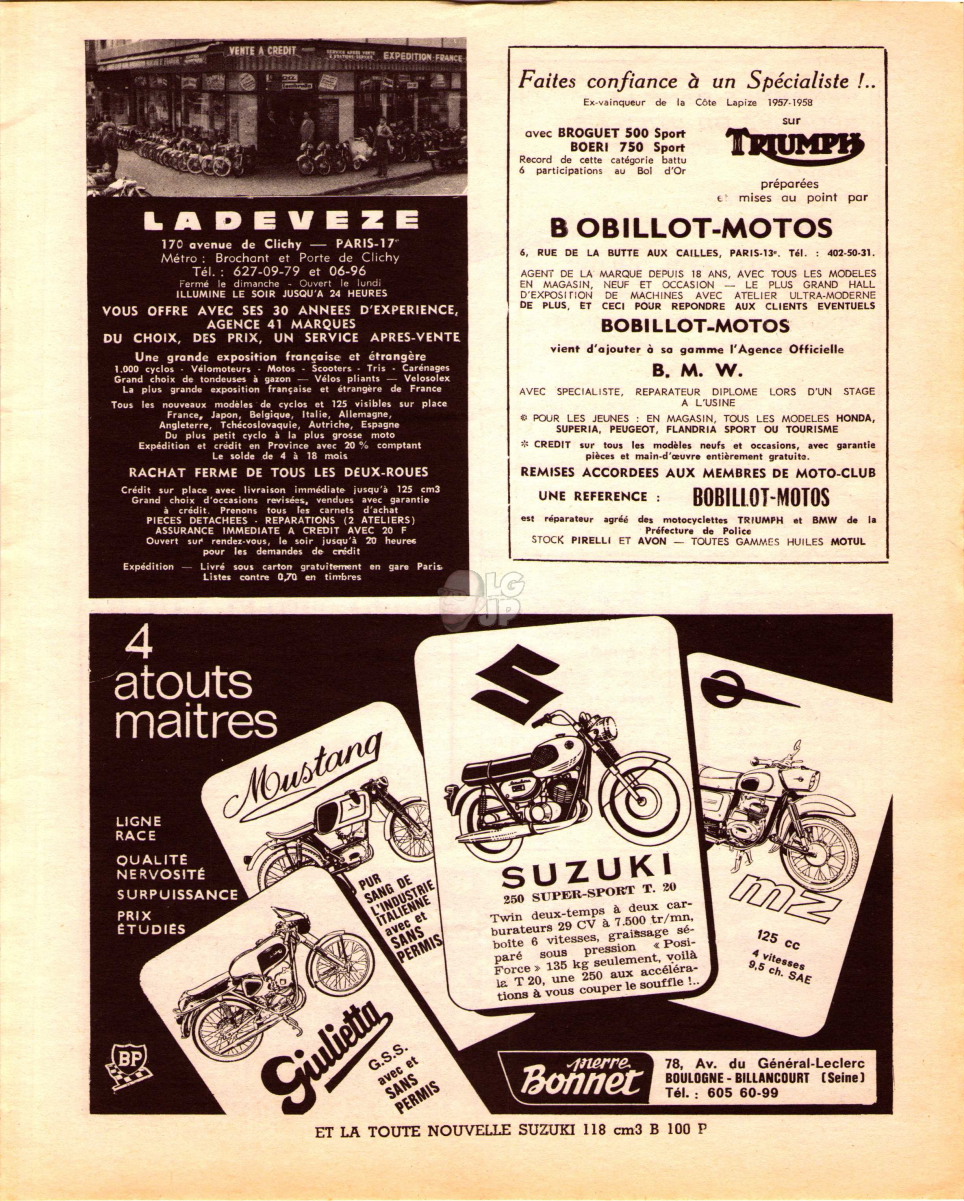 VENTE A CREDIT
SERVICE APRES VENTE
& STATIONS-SERVICE
EXPEDITION-FRANCE
LADEVEZE
170 avenue de Clichy — PARIS-17e
Métro : Brochant et Porte de Clichy
Tél. : 627-09-79 et 06-96
Fermé le dimanche - Ouvert le lundi
ILLUMINE LE SOIR JUSQU'A 24 HEURES
VOUS OFFRE AVEC SES 30 ANNEES D'EXPERIENCE,
AGENCE 41 MARQUES
DU CHOIX, DES PRIX, UN SERVICE APRES-VENTE
Une grande exposition française et étrangère
1.000 cyclos - Vélomoteurs - Motos - Scooters - Tris - Carénages
Grand choix de tondeuses à gazon — Vélos pliants — Velosolex
La plus grande exposition française et étrangère de France
Tous les nouveaux modèles de cyclos et 125 visibles sur place
France, Japon, Belgique, Italie, Allemagne,
Angleterre, Tchécoslovaquie, Autriche, Espagne
Du plus petit cyclo à la plus grosse moto
Expédition et crédit en Province avec 20 % comptant
Le solde de 4 à 18 mois
RACHAT FERME DE TOUS LES DEUX-ROUES
Crédit sur place avec livraison immédiate jusqu'à 125 cm3
Grand choix d'occasions revisées, vendues avec garantie
à crédit. Prenons tous les carnets d'achat
PIECES DETACHEES - REPARATIONS (2 ATELIERS)
ASSURANCE IMMEDIATE A CREDIT AVEC 20 F
Ouvert sur rendez-vous, le soir jusqu'à 20 heures
pour les demandes de crédit
Expédition — Livré sous carton gratuitement en gare Paris
Listes contre 0,70 en timbres
Faites confiance à un Spécialiste !..
Ex-vainqueur de la Côte Lapize 1957-1958
sur
avec BROGUET 500 Sport
BOERI 750 Sport
TRIUMPH
Record de cette catégorie battu
6 participations au Bol d'Or
préparées
et mises au point par
BOBILLOT-MOTOS
6, RUE DE LA BUTTE AUX CAILLES, PARIS-13e. Tél. : 402-50-31.
AGENT DE LA MARQUE DEPUIS 18 ANS, AVEC TOUS LES MODELES
EN MAGASIN, NEUF ET OCCASION — LE PLUS GRAND HALL
D'EXPOSITION DE MACHINES AVEC ATELIER ULTRA-MODERNE
DE PLUS, ET CECI POUR REPONDRE AUX CLIENTS EVENTUELS
BOBILLOT-MOTOS
vient d'ajouter à sa gamme l'Agence Officielle
B. M. W.
AVEC SPECIALISTE, REPARATEUR DIPLOME LORS D'UN STAGE
A L'USINE
* POUR LES JEUNES : EN MAGASIN, TOUS LES MODELES HONDA,
SUPERIA, PEUGEOT, FLANDRIA SPORT OU TOURISME
* CREDIT sur tous les modèles neufs et occasions, avec garantie
pièces et main-d'œuvre entièrement gratuite.
REMISES ACCORDEES AUX MEMBRES DE MOTO-CLUB
UNE REFERENCE : BOBILLOT-MOTOS
est réparateur agréé des motocyclettes TRIUMPH et BMW de la
Préfecture de Police
STOCK PIRELLI ET AVON — TOUTES GAMMES HUILES MOTUL
LG
UP
4
atouts
maitres
LIGNE
RACE
QUALITÉ
NERVOSITÉ
SURPUISSANCE
PRIX
ÉTUDIÉS
BP
Mustang
PUR
SANG DE
L'INDUSTRIE
ITALIENNE
avec et
SANS
PERMIS
Giulietta
G.S.S.
avec et
SANS
PERMIS
SUZUKI
250 SUPER-SPORT T. 20
Twin deux-temps à deux car-
burateurs 29 CV à 7.500 tr/mn,
boîte 6 vitesses, graissage sé-
paré sous pression « Posi-
Force » 135 kg seulement, voilà
la T 20, une 250 aux accéléra-
tions à vous couper le souffle !..
mz
125 cc
4 vitesses
9,5 ch. SAE
pierre
Bonnet
78, Av. du Général-Leclerc
BOULOGNE - BILLANCOURT (Seine)
Tél. : 605 60-99
ET LA TOUTE NOUVELLE SUZUKI 118 cm3 B 100 P